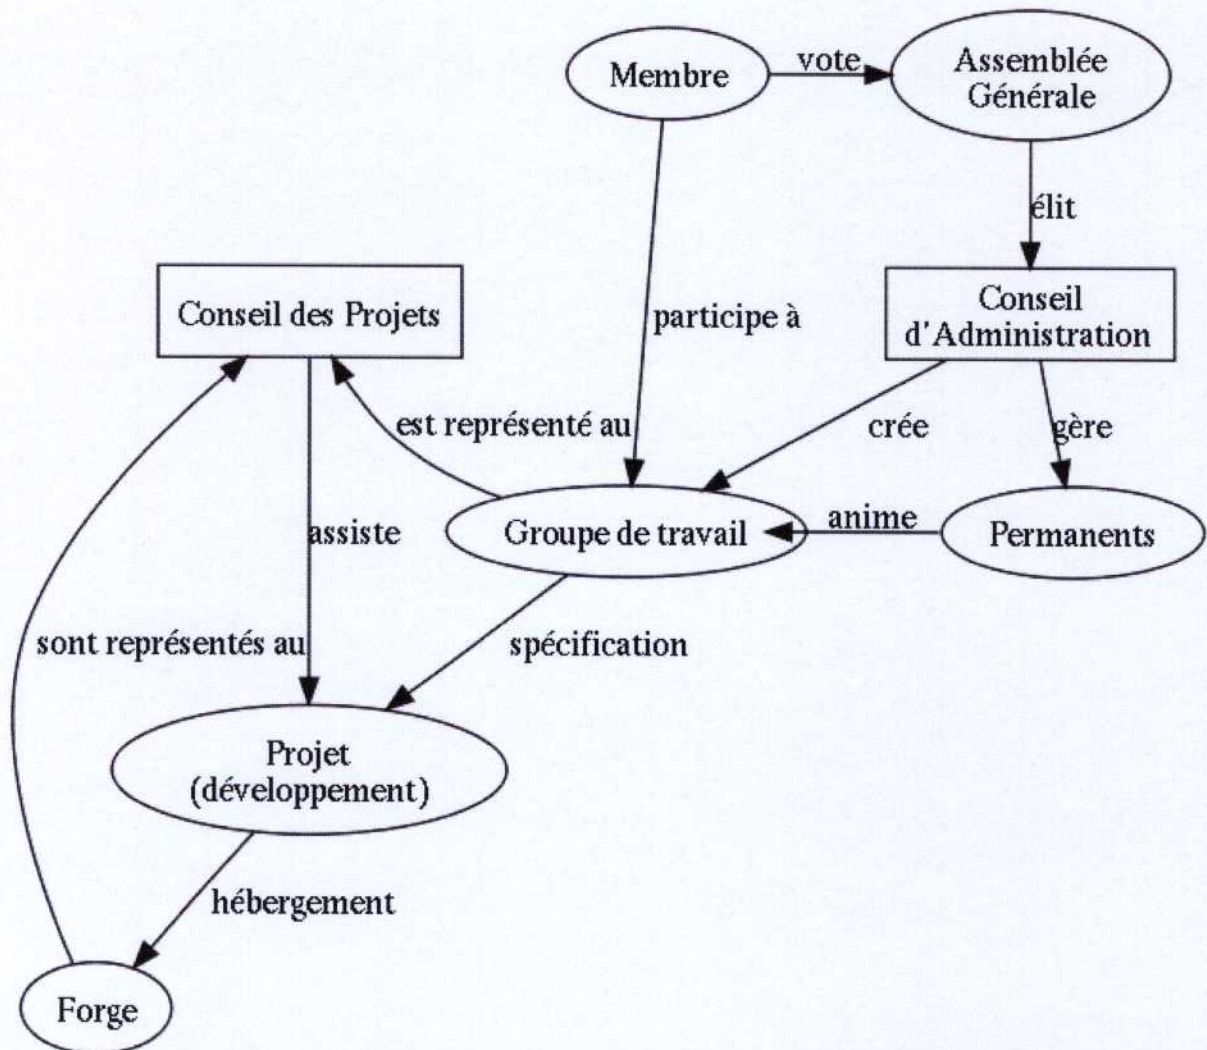 Membre
vote
Assemblée
Générale
élit
Conseil des Projets
participe à
Conseil
d'Administration
est représenté au
crée
gère
assiste
Groupe de travail
anime
Permanents
sont représentés au
spécification
Projet
(développement)
hébergement
Forge